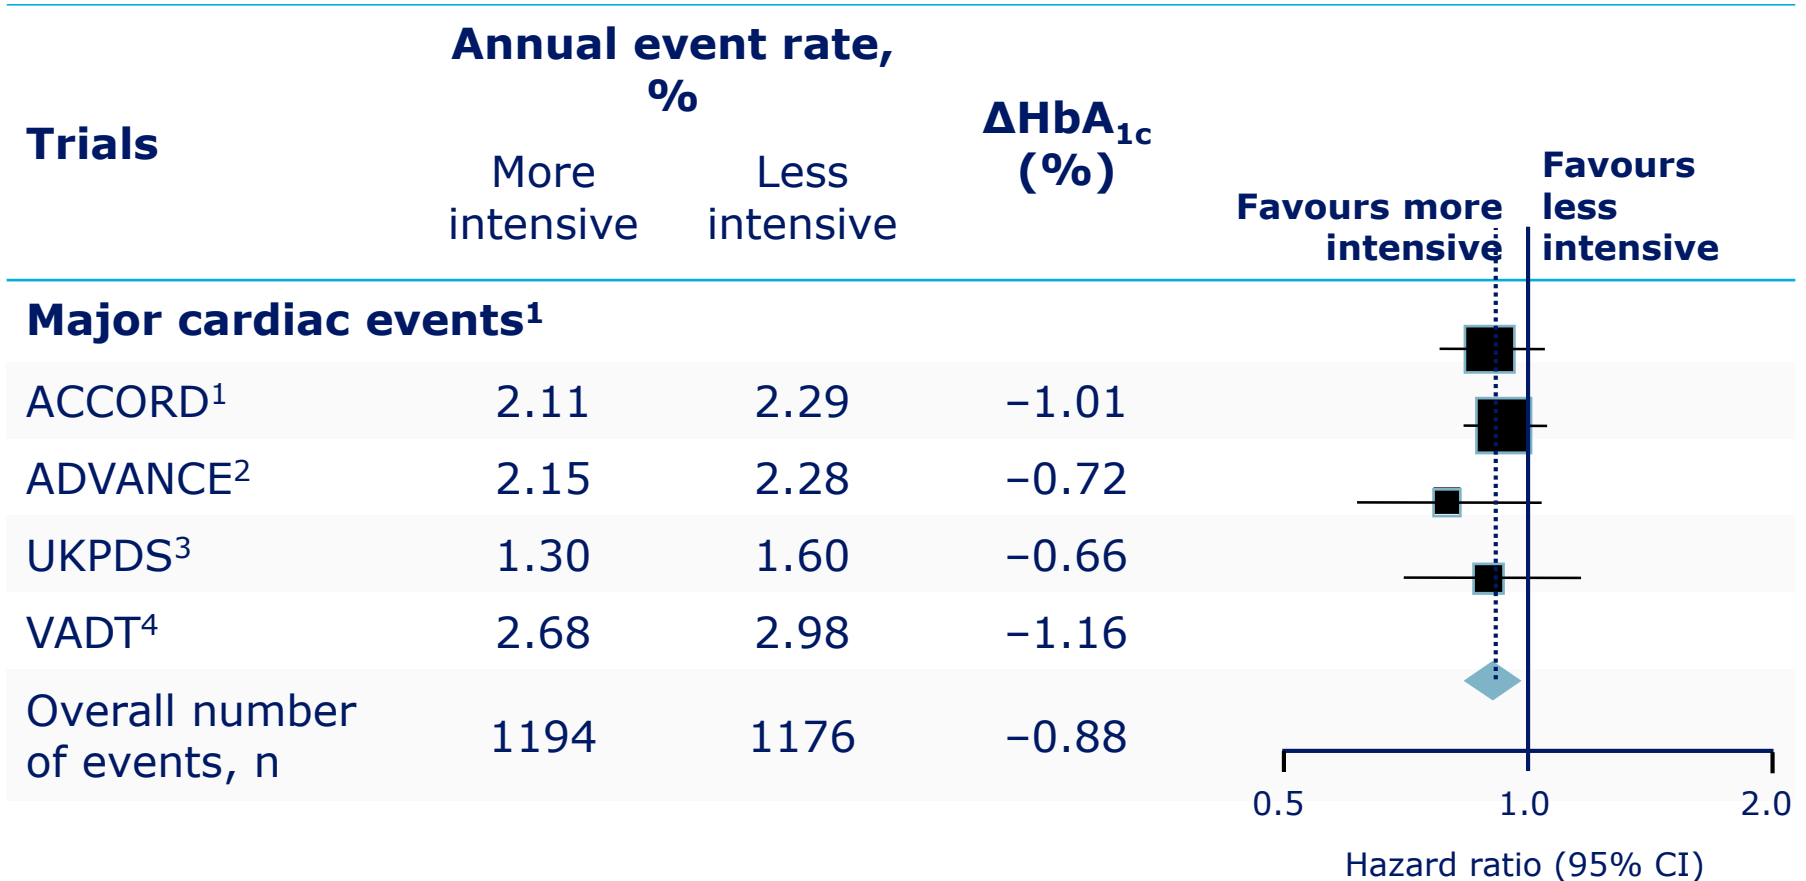 Trials
Annual event rate,
%
More
intensive
Less
intensive
ΔHbA1c
(%)
Favours more
intensive
Favours
less
intensive
Major cardiac events¹
ACCORD¹ 2.11 2.29 –1.01
ADVANCE² 2.15 2.28 –0.72
UKPDS³ 1.30 1.60 –0.66
VADT⁴ 2.68 2.98 –1.16
Overall number
of events, n
1194 1176 –0.88
0.5 1.0 2.0
Hazard ratio (95% CI)